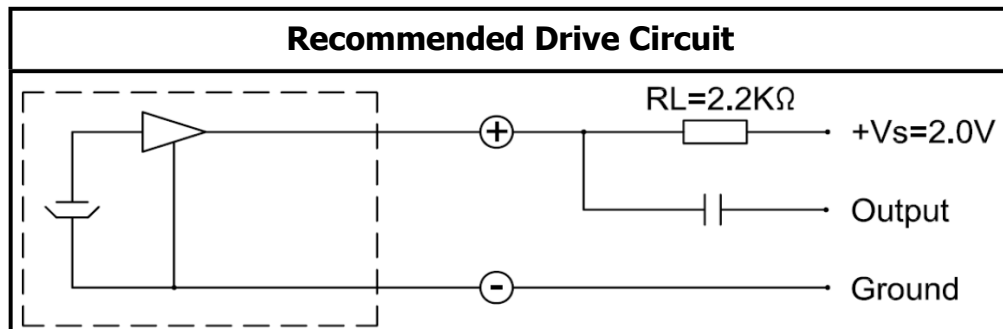 Recommended Drive Circuit
RL=2.2KΩ
+
+Vs=2.0V
Output
-
Ground